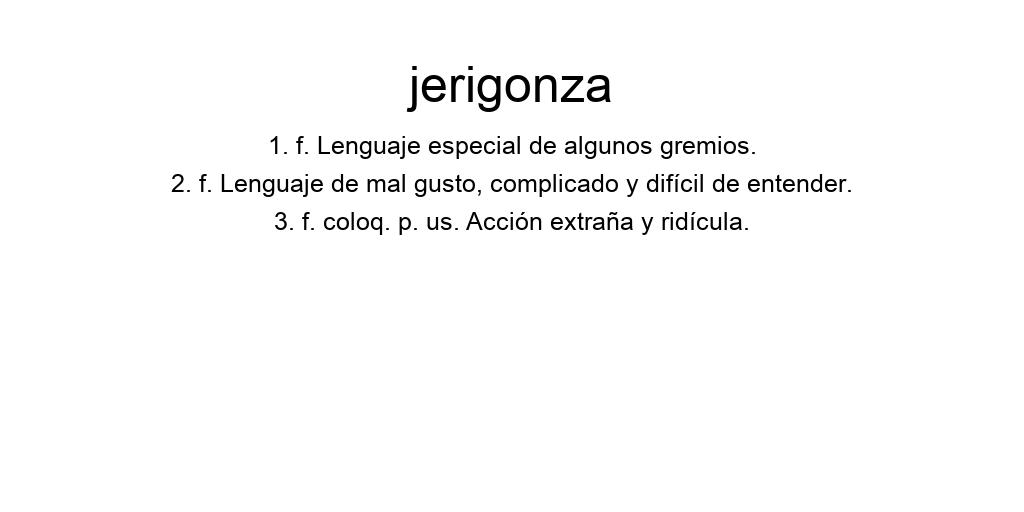 jerigonza
1. f. Lenguaje especial de algunos gremios.
2. f. Lenguaje de mal gusto, complicado y difícil de entender.
3. f. coloq. p. us. Acción extraña y ridícula.